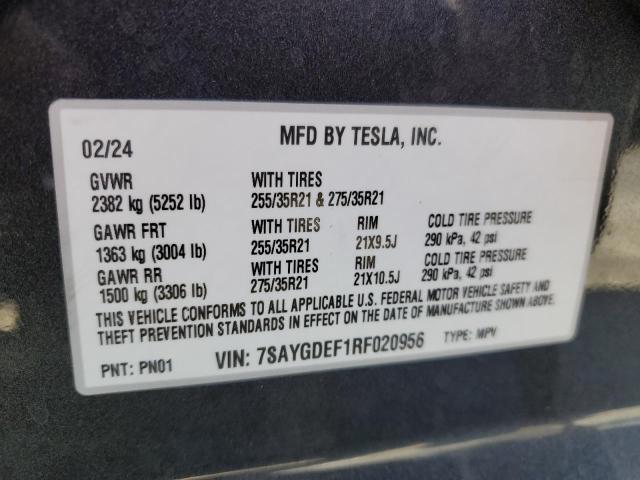 02/24 MFD BY TESLA, INC.
GVWR WITH TIRES
2382 kg (5252 lb) 255/35R21 & 275/35R21
GAWR FRT WITH TIRES RIM COLD TIRE PRESSURE
1363 kg (3004 lb) 255/35R21 21X9.5J 290 kPa, 42 psi
GAWR RR WITH TIRES RIM COLD TIRE PRESSURE
1500 kg (3306 lb) 275/35R21 21X10.5J 290 kPa, 42 psi
THIS VEHICLE CONFORMS TO ALL APPLICABLE U.S. FEDERAL MOTOR VEHICLE SAFETY AND
THEFT PREVENTION STANDARDS IN EFFECT ON THE DATE OF MANUFACTURE SHOWN ABOVE.
PNT: PN01 VIN: 7SAYGDEF1RF020956 TYPE: MPV